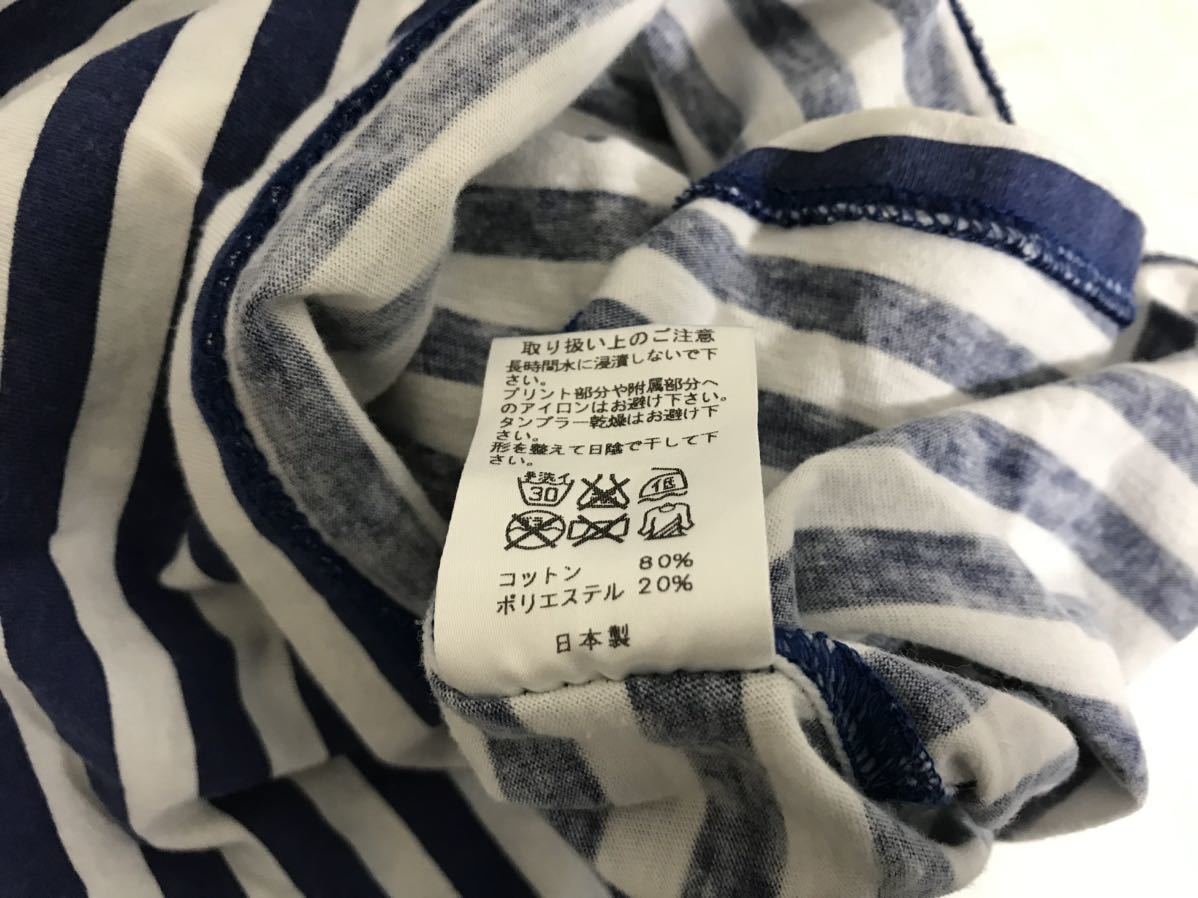 取り扱い上のご注意
長時間水に浸漬しないで下
さい。
プリント部分や附属部分へ
のアイロンはお避け下さい。
タンブラー乾燥はお避け下
さい。
形を整えて日陰で干して下
さい。
手洗イ
30
低
コットン 80%
ポリエステル 20%
日本製